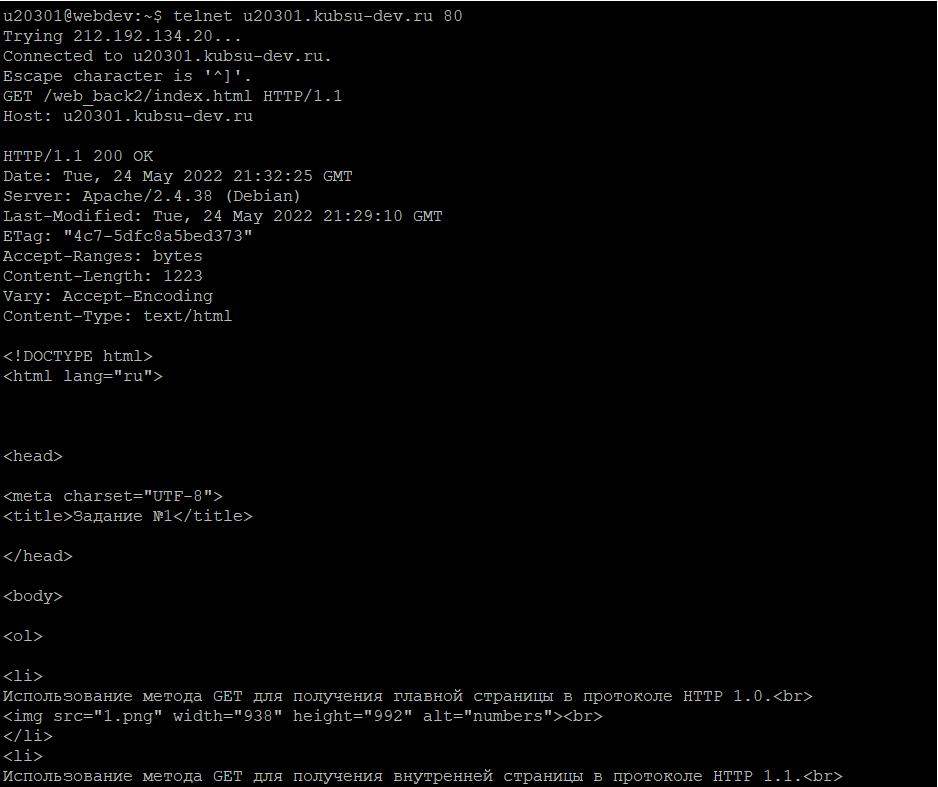 u20301@webdev:~$ telnet u20301.kubsu-dev.ru 80
Trying 212.192.134.20...
Connected to u20301.kubsu-dev.ru.
Escape character is '^]'.
GET /web_back2/index.html HTTP/1.1
Host: u20301.kubsu-dev.ru
HTTP/1.1 200 OK
Date: Tue, 24 May 2022 21:32:25 GMT
Server: Apache/2.4.38 (Debian)
Last-Modified: Tue, 24 May 2022 21:29:10 GMT
ETag: "4c7-5dfc8a5bed373"
Accept-Ranges: bytes
Content-Length: 1223
Vary: Accept-Encoding
Content-Type: text/html
<!DOCTYPE html>
<html lang="ru">
<head>
<meta charset="UTF-8">
<title>Задание №1</title>
</head>
<body>
<ol>
<li>
Использование метода GET для получения главной страницы в протоколе HTTP 1.0.<br>
<img src="1.png" width="938" height="992" alt="numbers"><br>
</li>
<li>
Использование метода GET для получения внутренней страницы в протоколе HTTP 1.1.<br>